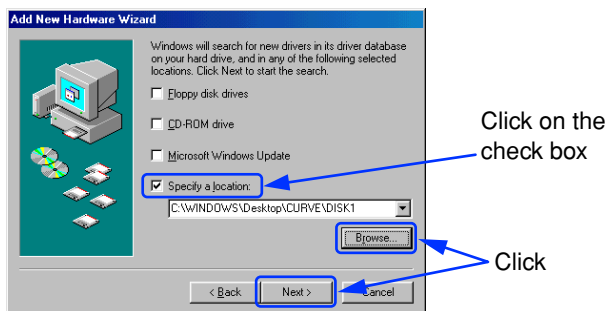 Add New Hardware Wizard
Windows will search for new drivers in its driver database
on your hard drive, and in any of the following selected
locations. Click Next to start the search.
Floppy disk drives
CD-ROM drive
Microsoft Windows Update
Specify a location:
C:\WINDOWS\Desktop\CURVE\DISK1
Browse...
< Back
Next >
Cancel
Click on the
check box
Click